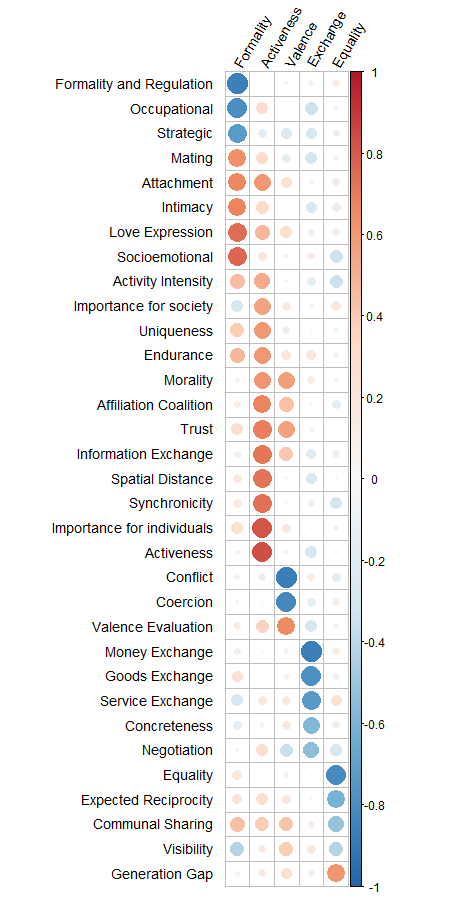 Formality
Activeness
Valence
Exchange
Equality
Formality and Regulation
Occupational
Strategic
Mating
Attachment
Intimacy
Love Expression
Socioemotional
Activity Intensity
Importance for society
Uniqueness
Endurance
Morality
Affiliation Coalition
Trust
Information Exchange
Spatial Distance
Synchronicity
Importance for individuals
Activeness
Conflict
Coercion
Valence Evaluation
Money Exchange
Goods Exchange
Service Exchange
Concreteness
Negotiation
Equality
Expected Reciprocity
Communal Sharing
Visibility
Generation Gap
1
0.8
0.6
0.4
0.2
0
-0.2
-0.4
-0.6
-0.8
-1